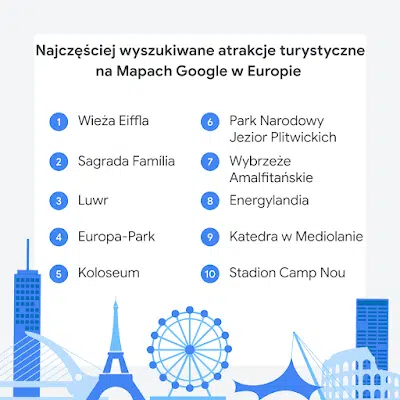 Najczęściej wyszukiwane atrakcje turystyczne
na Mapach Google w Europie
1 Wieża Eiffla
2 Sagrada Família
3 Luwr
4 Europa-Park
5 Koloseum
6 Park Narodowy
Jezior Plitwickich
7 Wybrzeże
Amalfitańskie
8 Energylandia
9 Katedra w Mediolanie
10 Stadion Camp Nou